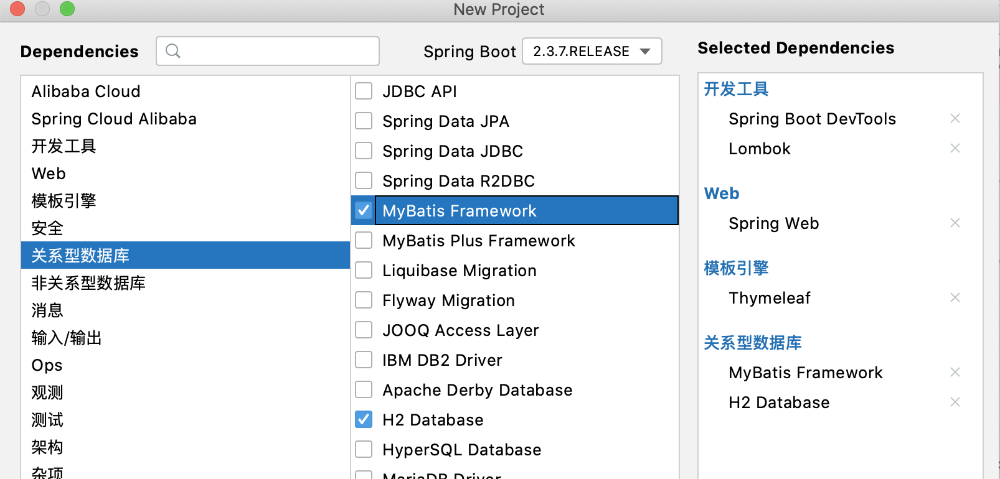 New Project
Dependencies
Spring Boot 2.3.7.RELEASE
Alibaba Cloud
Spring Cloud Alibaba
开发工具
Web
模板引擎
安全
关系型数据库
非关系型数据库
消息
输入/输出
Ops
观测
测试
架构
杂项
JDBC API
Spring Data JPA
Spring Data JDBC
Spring Data R2DBC
MyBatis Framework
MyBatis Plus Framework
Liquibase Migration
Flyway Migration
JOOQ Access Layer
IBM DB2 Driver
Apache Derby Database
H2 Database
HyperSQL Database
MariaDB Driver
Selected Dependencies
开发工具
Spring Boot DevTools
Lombok
Web
Spring Web
模板引擎
Thymeleaf
关系型数据库
MyBatis Framework
H2 Database